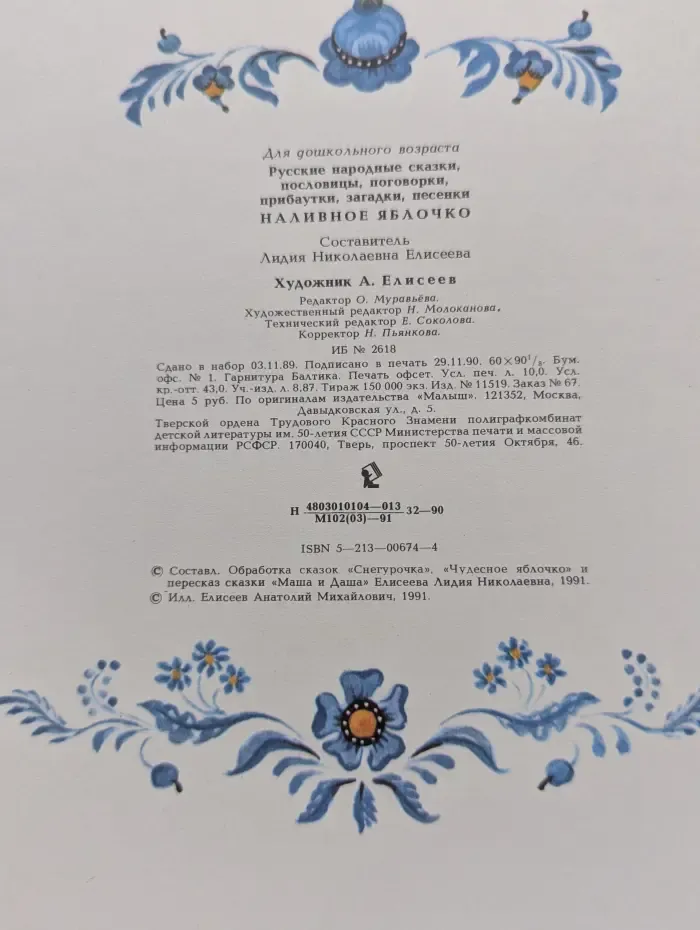 Для дошкольного возраста
Русские народные сказки,
пословицы, поговорки,
прибаутки, загадки, песенки
НАЛИВНОЕ ЯБЛОЧКО
Составитель
Лидия Николаевна Елисеева
Художник А. Елисеев
Редактор О. Муравьёва.
Художественный редактор Н. Молоканова.
Технический редактор Е. Соколова.
Корректор Н. Пьянкова.
ИБ № 2618
Сдано в набор 03.11.89. Подписано в печать 29.11.90. 60×90¹/₈. Бум.
офс. № 1. Гарнитура Балтика. Печать офсет. Усл. печ. л. 10,0. Усл.
кр.-отт. 43,0. Уч.-изд. л. 8.87. Тираж 150 000 экз. Изд. № 11519. Заказ № 67.
Цена 5 руб. По оригиналам издательства «Малыш». 121352, Москва,
Давыдковская ул., д. 5.
Тверской ордена Трудового Красного Знамени полиграфкомбинат
детской литературы им. 50-летия СССР Министерства печати и массовой
информации РСФСР. 170040, Тверь, проспект 50-летия Октября, 46.
Н 4803010104—013 32—90
М102(03)—91
ISBN 5—213—00674—4
© Составл. Обработка сказок «Снегурочка», «Чудесное яблочко» и
пересказ сказки «Маша и Даша» Елисеева Лидия Николаевна, 1991.
© Илл. Елисеев Анатолий Михайлович, 1991.